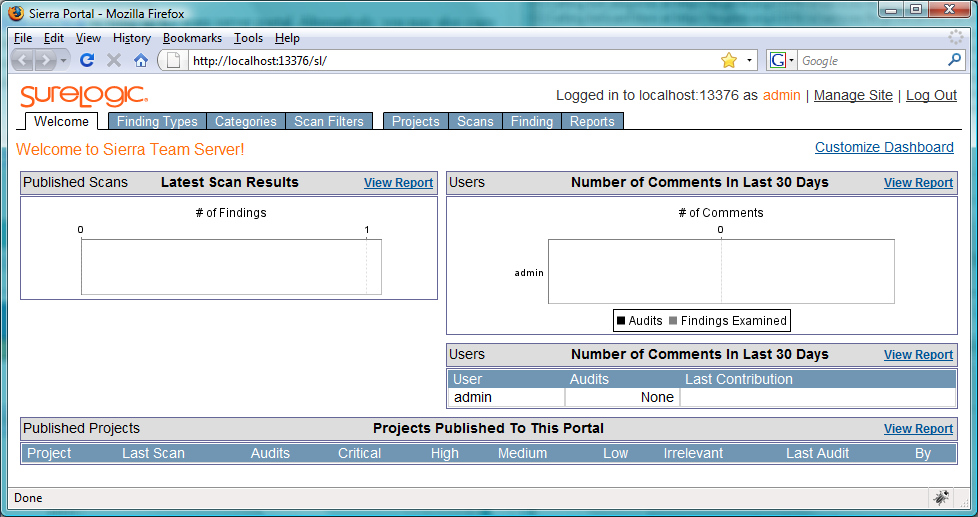 Sierra Portal - Mozilla Firefox
File Edit View History Bookmarks Tools Help
http://localhost:13376/sl/ G Google
SURELOGIC Logged in to localhost:13376 as admin | Manage Site | Log Out
Welcome Finding Types Categories Scan Filters Projects Scans Finding Reports
Welcome to Sierra Team Server! Customize Dashboard
Published Scans Latest Scan Results View Report
# of Findings
0 1
Users Number of Comments In Last 30 Days View Report
# of Comments
0
admin
Audits Findings Examined
Users Number of Comments In Last 30 Days View Report
User Audits Last Contribution
admin None
Published Projects Projects Published To This Portal View Report
Project Last Scan Audits Critical High Medium Low Irrelevant Last Audit By
Done